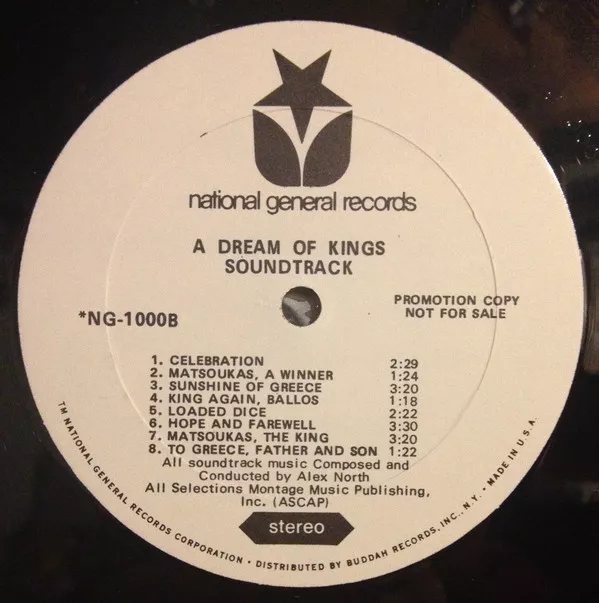 national general records
A DREAM OF KINGS
SOUNDTRACK
*NG-1000B
PROMOTION COPY
NOT FOR SALE
1. CELEBRATION 2:29
2. MATSOUKAS, A WINNER 1:24
3. SUNSHINE OF GREECE 3:20
4. KING AGAIN, BALLOS 1:18
5. LOADED DICE 2:22
6. HOPE AND FAREWELL 3:30
7. MATSOUKAS, THE KING 3:20
8. TO GREECE, FATHER AND SON 1:22
All soundtrack music Composed and
Conducted by Alex North
All Selections Montage Music Publishing,
Inc. (ASCAP)
stereo
TM NATIONAL GENERAL RECORDS CORPORATION · DISTRIBUTED BY BUDDAH RECORDS, INC., N.Y. · MADE IN U.S.A.